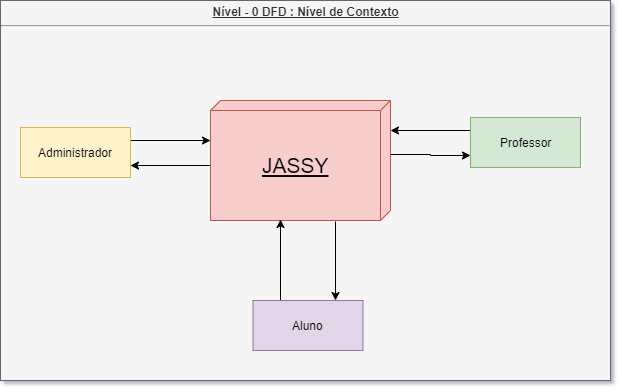 Nível - 0 DFD : Nível de Contexto
Administrador
JASSY
Professor
Aluno